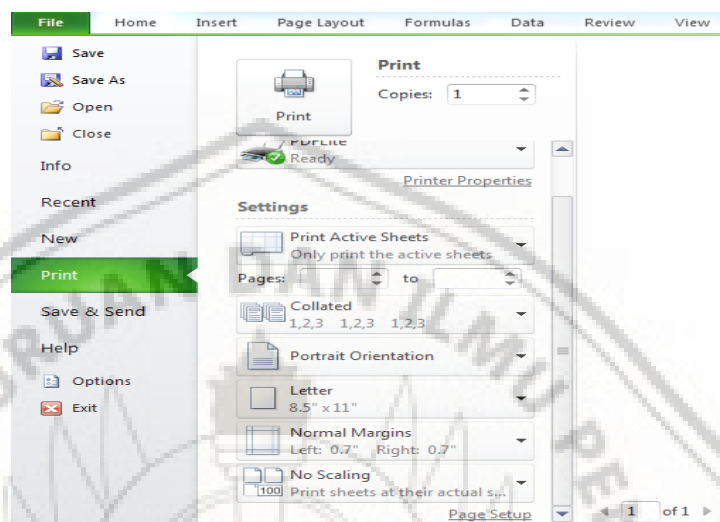 File Home Insert Page Layout Formulas Data Review View
Save
Save As
Open
Close
Info
Recent
New
Print
Save & Send
Help
Options
Exit
Print
Print
Copies: 1
PDFLite
Ready
Printer Properties
Settings
Print Active Sheets
Only print the active sheets
Pages: to
Collated
1,2,3 1,2,3 1,2,3
Portrait Orientation
Letter
8.5" x 11"
Normal Margins
Left: 0.7" Right: 0.7"
No Scaling
100 Print sheets at their actual s...
Page Setup
1 of 1
DAN ILMU